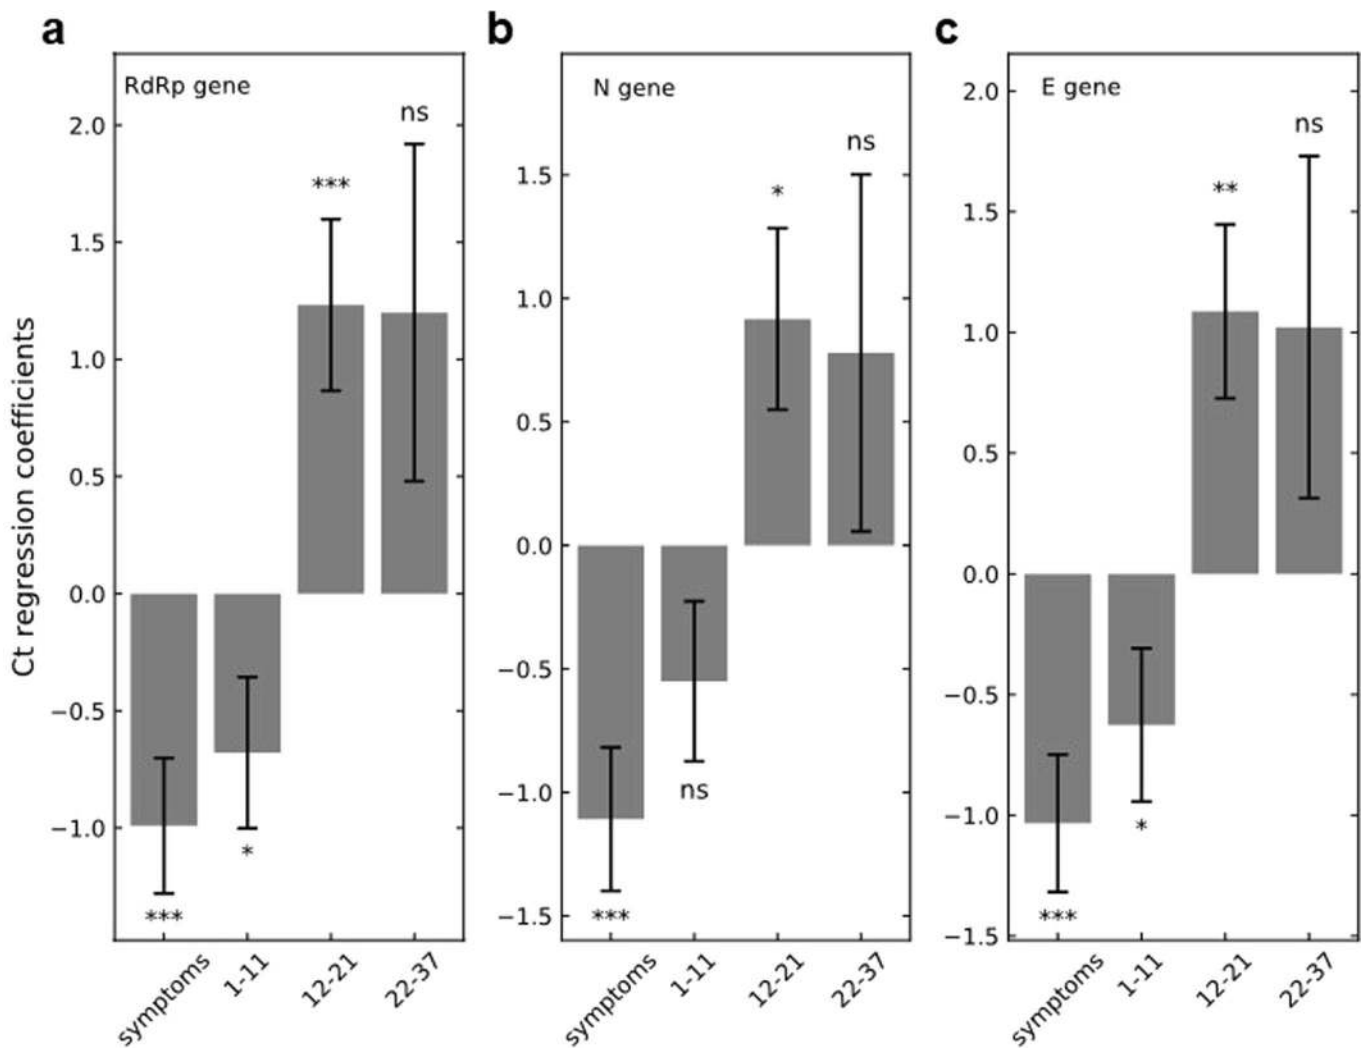 a
RdRp gene
Ct regression coefficients
2.0
1.5
1.0
0.5
0.0
−0.5
−1.0
***
*
***
ns
symptoms
1-11
12-21
22-37
b
N gene
1.5
1.0
0.5
0.0
−0.5
−1.0
−1.5
***
ns
*
ns
symptoms
1-11
12-21
22-37
c
E gene
2.0
1.5
1.0
0.5
0.0
−0.5
−1.0
−1.5
***
*
**
ns
symptoms
1-11
12-21
22-37